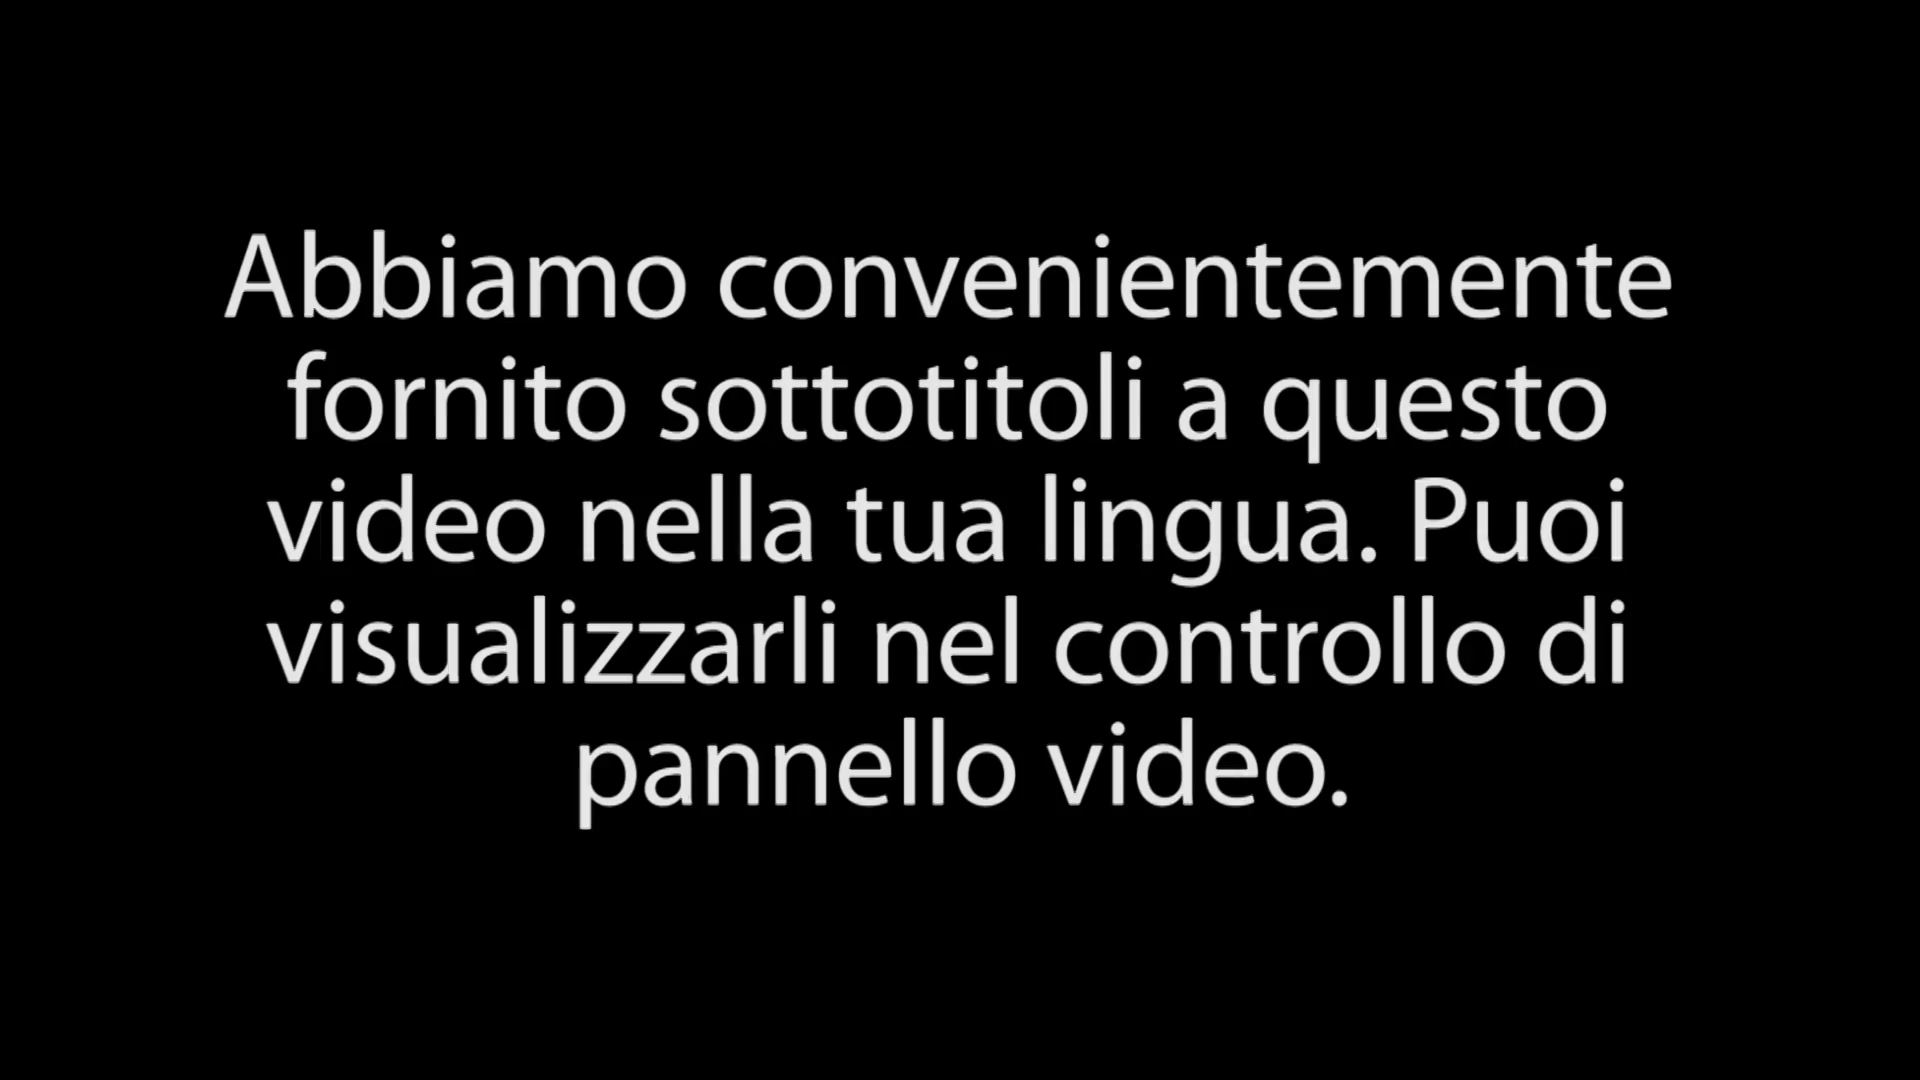 Abbiamo convenientemente
fornito sottotitoli a questo
video nella tua lingua. Puoi
visualizzarli nel controllo di
pannello video.